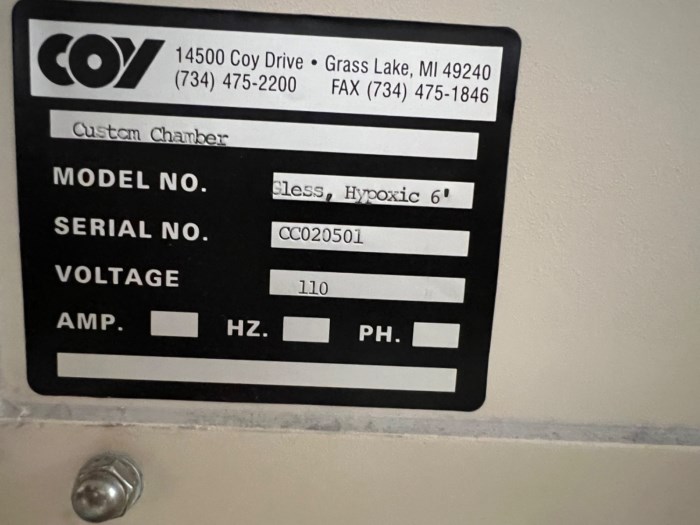 COY
14500 Coy Drive • Grass Lake, MI 49240
(734) 475-2200 FAX (734) 475-1846
Custom Chamber
MODEL NO. Gless, Hypoxic 6'
SERIAL NO. CC020501
VOLTAGE 110
AMP. HZ. PH.